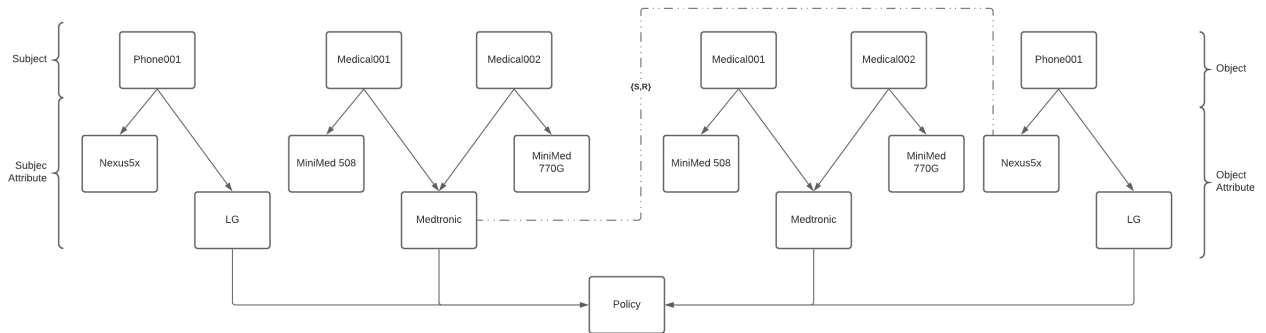 Subject
Phone001
Medical001
Medical002
{S,R}
Medical001
Medical002
Phone001
Object
Subjec
Attribute
Nexus5x
MiniMed 508
MiniMed
770G
MiniMed 508
MiniMed
770G
Nexus5x
Object
Attribute
LG
Medtronic
Medtronic
LG
Policy